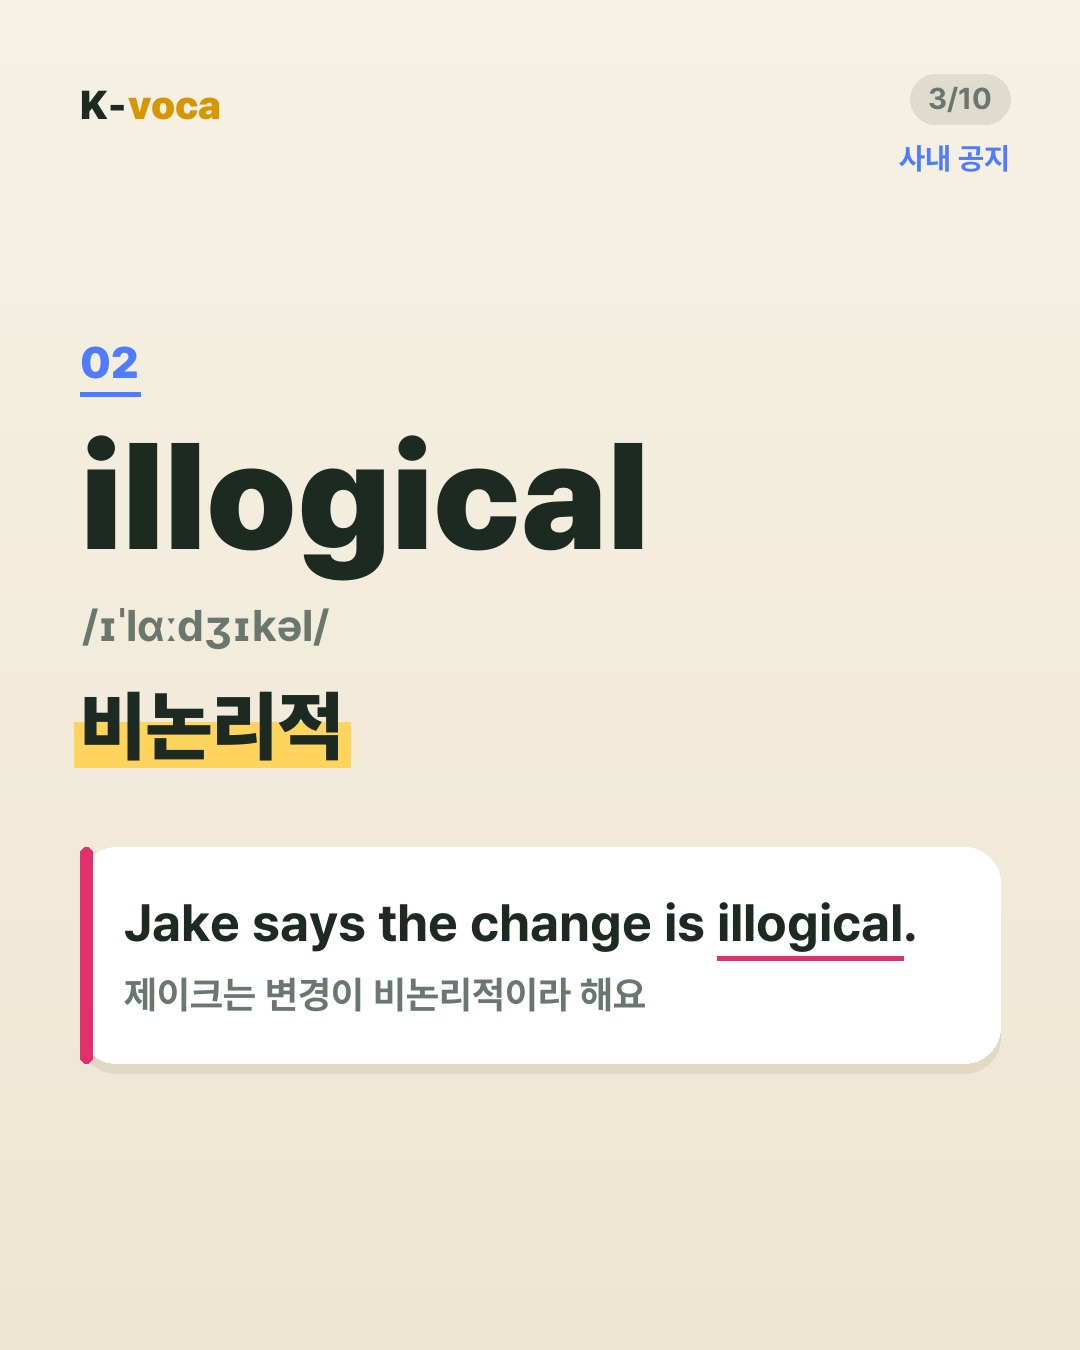 K-voca
3/10
사내 공지
02
illogical
/ɪˈlɑːdʒɪkəl/
비논리적
Jake says the change is illogical.
제이크는 변경이 비논리적이라 해요